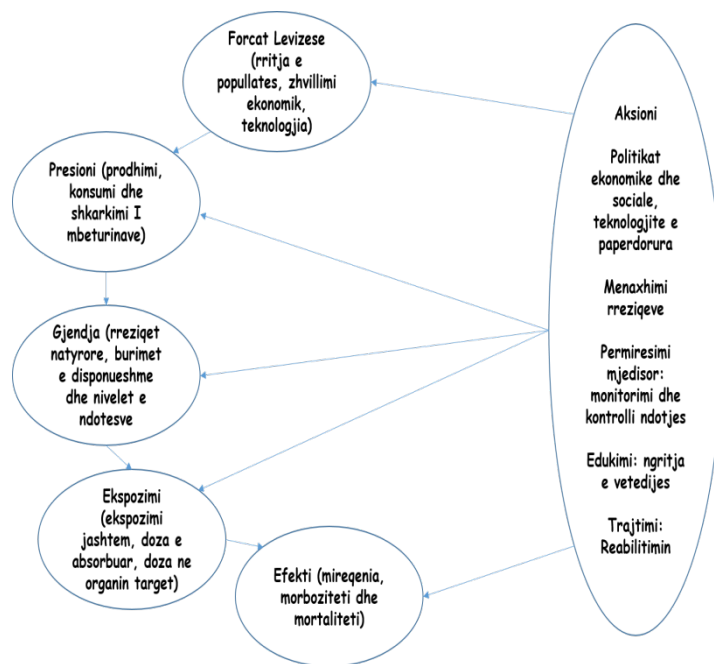 Forcat Levizese
(rritja e
popullates, zhvillimi
ekonomik,
teknologjia)
Presioni (prodhimi,
konsumi dhe
shkarkimi I
mbeturinave)
Gjendja (rreziqet
natyrore, burimet
e disponueshme
dhe nivelet e
ndotesve
Ekspozimi
(ekspozimi
jashtem, doza e
absorbuar, doza ne
organin target)
Efekti (mireqenia,
morboziteti dhe
mortaliteti)
Aksioni
Politikat
ekonomike dhe
sociale,
teknologjite e
paperdorura
Menaxhimi
rreziqeve
Permiresimi
mjedisor:
monitorimi dhe
kontrolli ndotjes
Edukimi: ngritja
e vetedijes
Trajtimi:
Reabilitimin